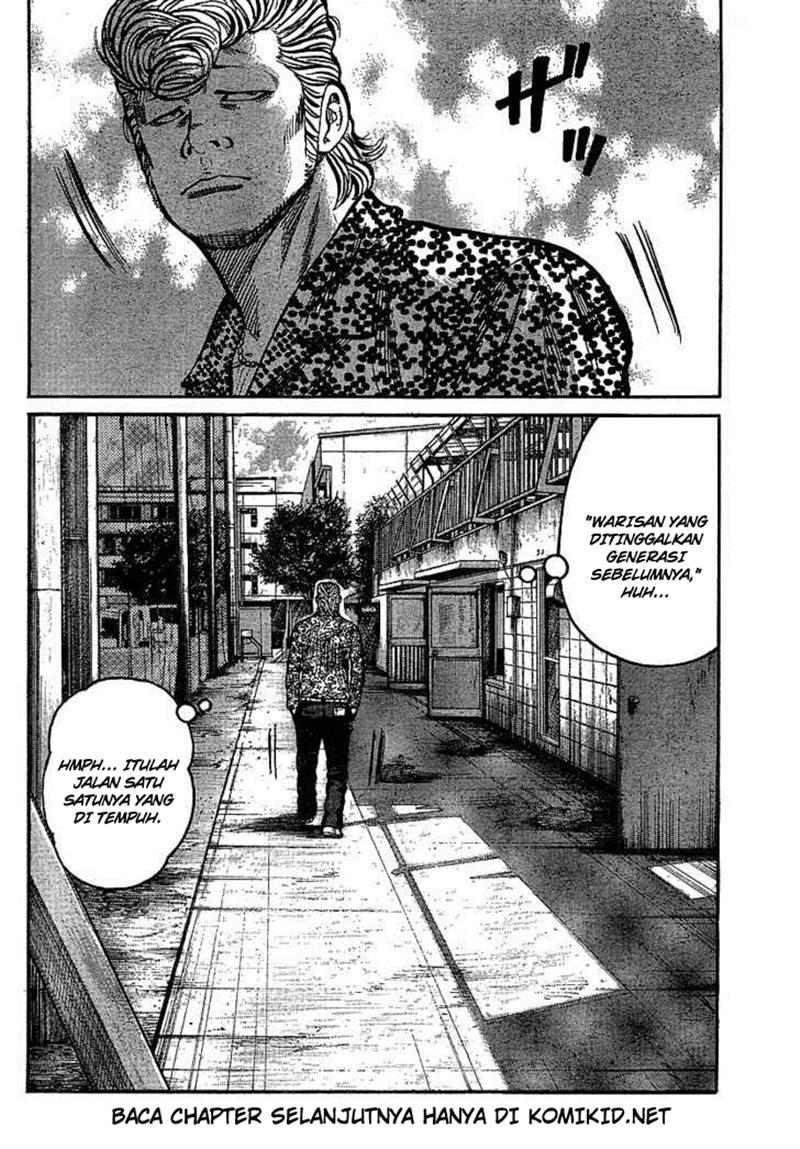 ザッ
"WARISAN YANG
DITINGGALKAN
GENERASI
SEBELUMNYA,"
HUH...
HMPH... ITULAH
JALAN SATU
SATUNYA YANG
DI TEMPUH.
BACA CHAPTER SELANJUTNYA HANYA DI KOMIKID.NET